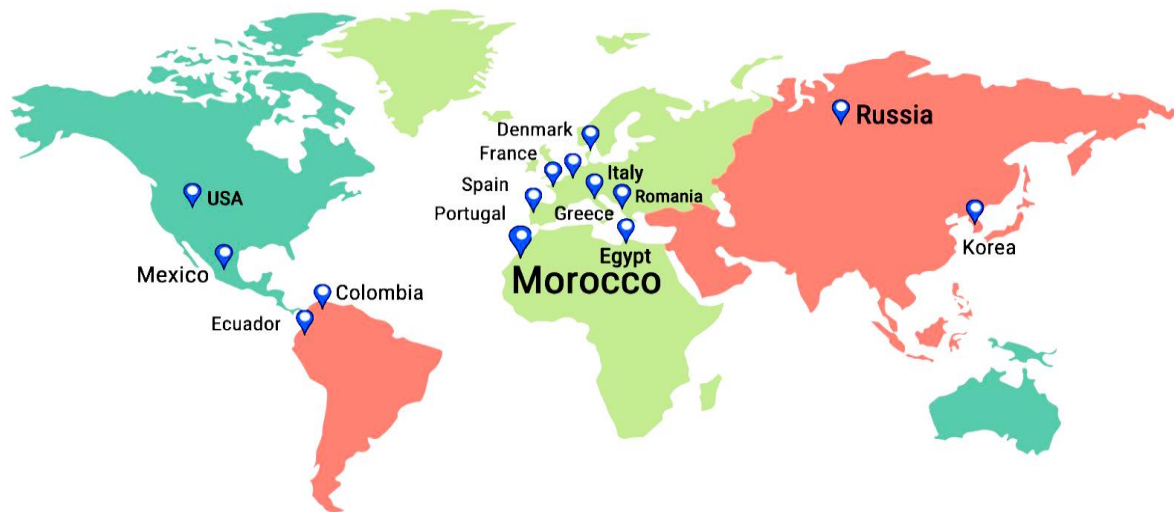 Denmark
Russia
France
Italy
Spain
USA
Romania
Portugal
Greece
Korea
Egypt
Mexico
Morocco
Colombia
Ecuador